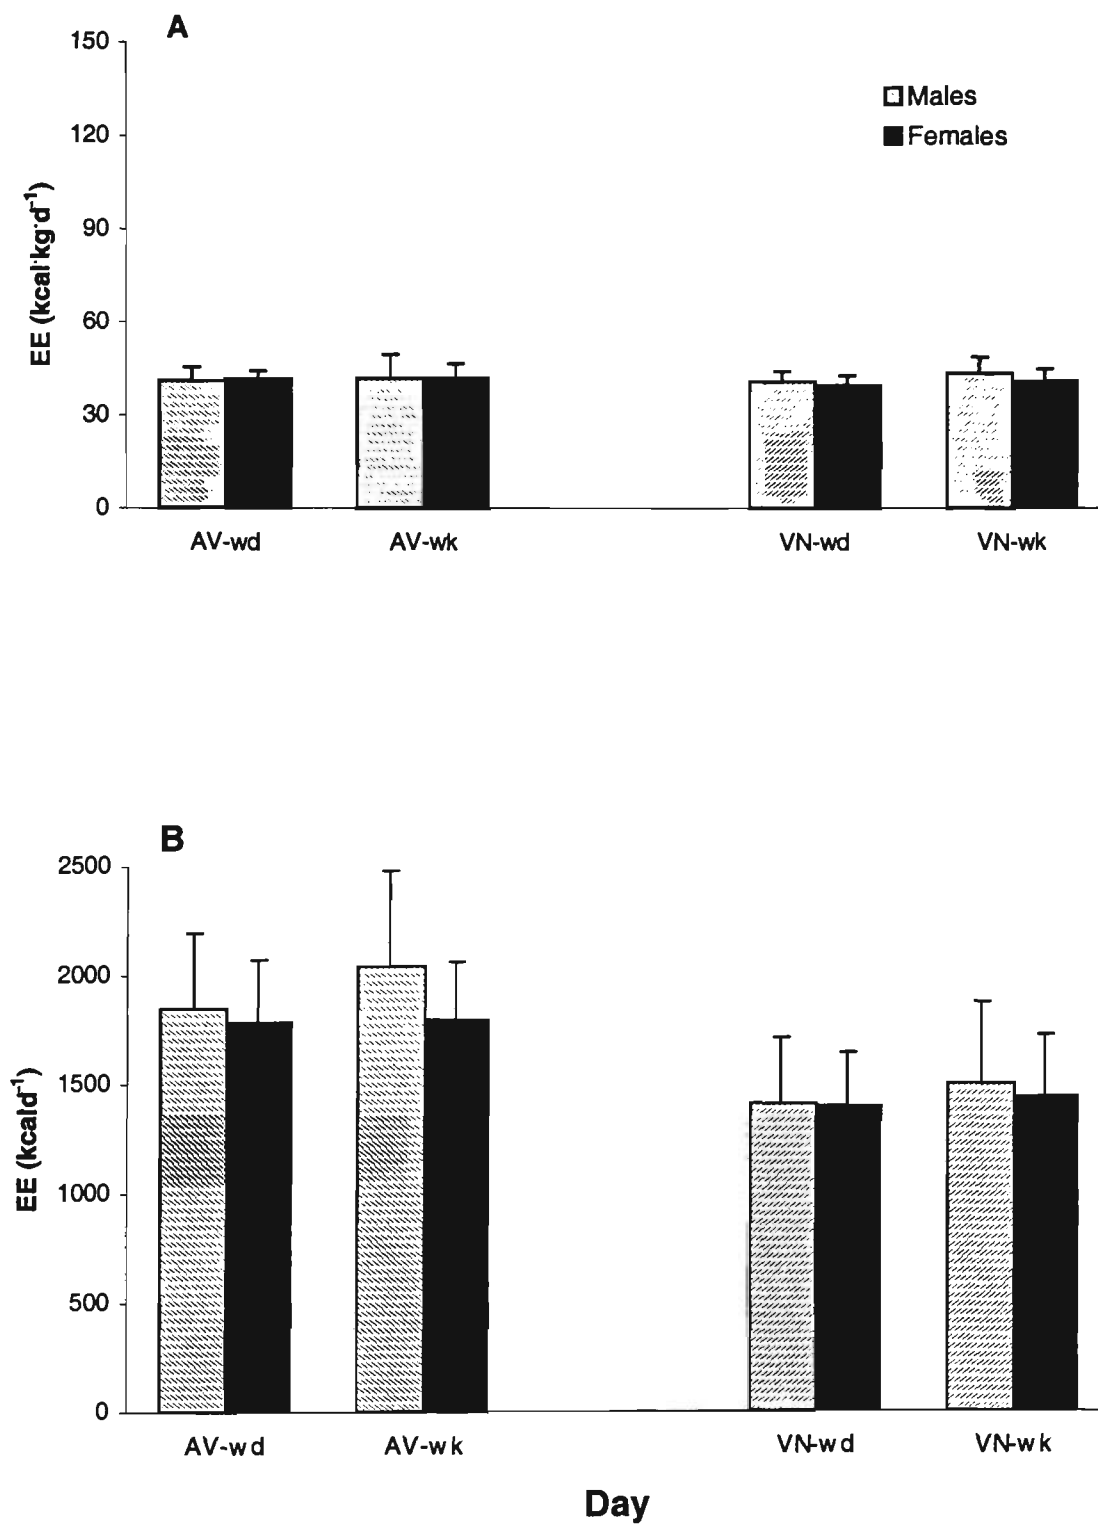 A
150
120
90
60
30
0
EE (kcal·kg·d⁻¹)
Males
Females
AV-wd
AV-wk
VN-wd
VN-wk
B
2500
2000
1500
1000
500
0
EE (kcal·d⁻¹)
AV-wd
AV-wk
VN-wd
VN-wk
Day